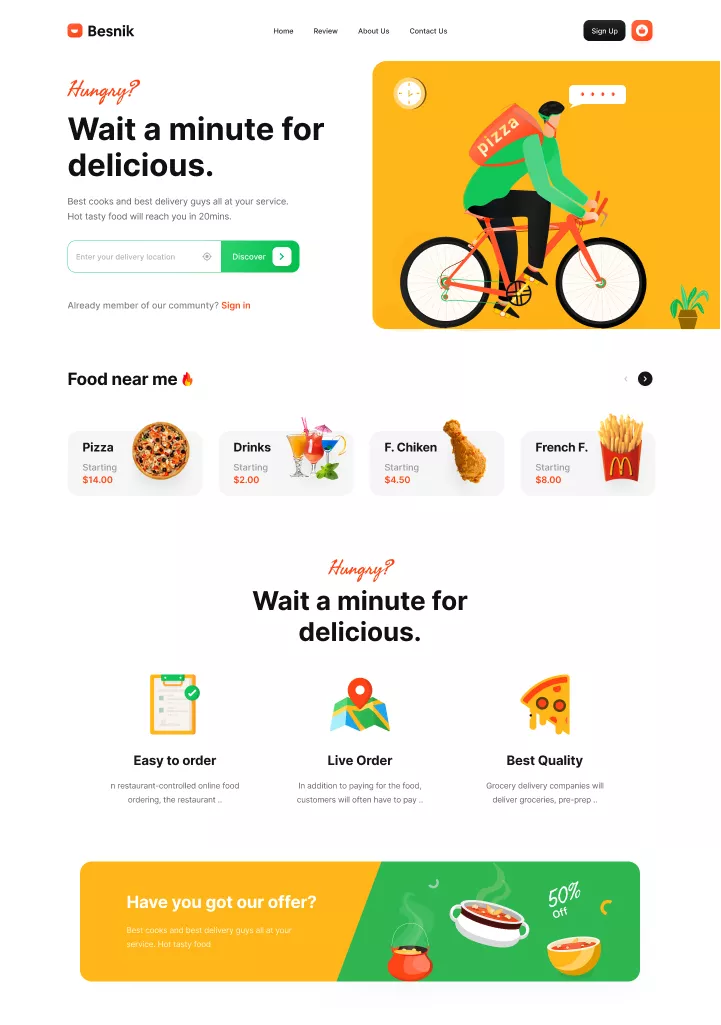 Besnik
Home
Review
About Us
Contact Us
Sign Up
Hungry?
Wait a minute for
delicious.
Best cooks and best delivery guys all at your service.
Hot tasty food will reach you in 20mins.
Enter your delivery location
Discover
Already member of our communty? Sign in
pizza
Food near me
Pizza
Starting
$14.00
Drinks
Starting
$2.00
F. Chiken
Starting
$4.50
French F.
Starting
$8.00
Hungry?
Wait a minute for
delicious.
Easy to order
n restaurant-controlled online food
ordering, the restaurant ..
Live Order
In addition to paying for the food,
customers will often have to pay ..
Best Quality
Grocery delivery companies will
deliver groceries, pre-prep ..
Have you got our offer?
Best cooks and best delivery guys all at your
service. Hot tasty food
50%
Off